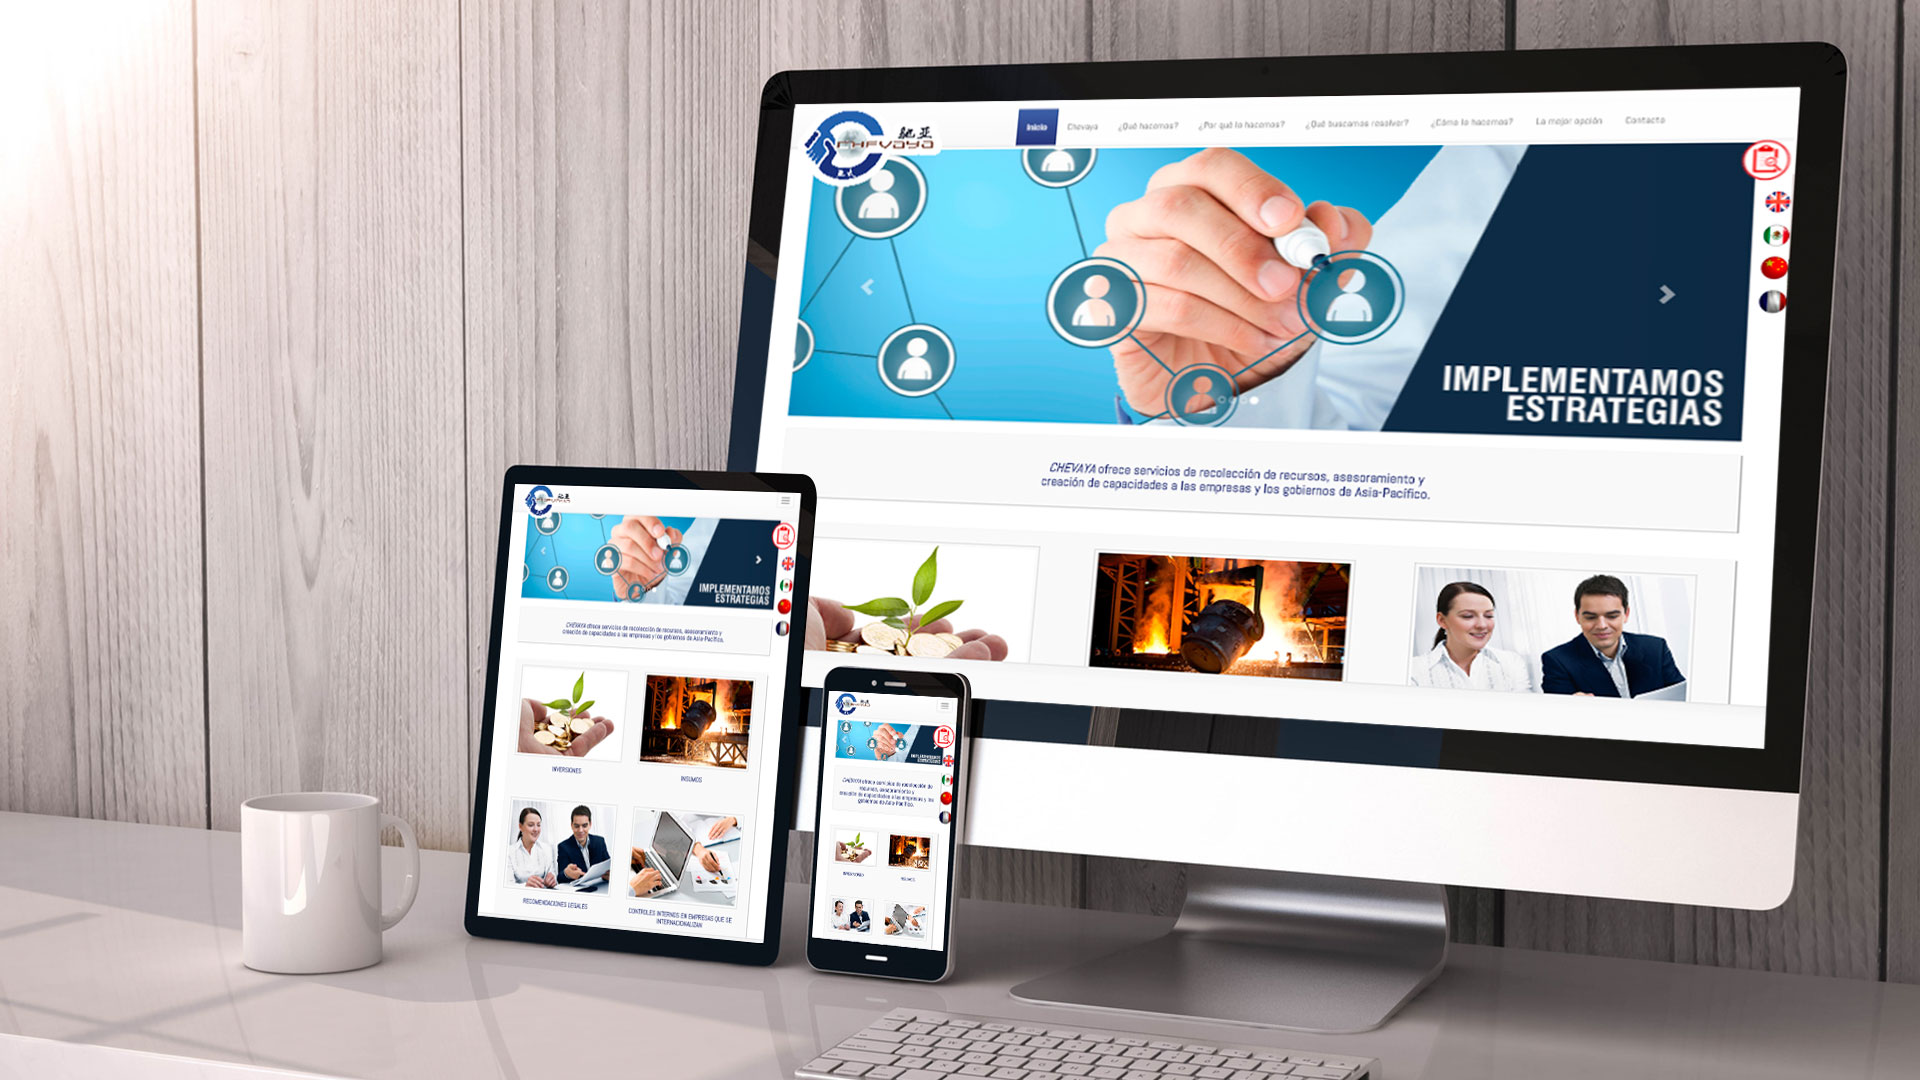 驰亚
CHEVAYA
Inicio Chevaya ¿Qué hacemos? ¿Por qué lo hacemos? ¿Qué buscamos resolver? ¿Cómo lo hacemos? La mejor opción Contacto
IMPLEMENTAMOS
ESTRATEGIAS
CHEVAYA ofrece servicios de recolección de recursos, asesoramiento y
creación de capacidades a las empresas y los gobiernos de Asia-Pacífico.
IMPLEMENTAMOS
ESTRATEGIAS
CHEVAYA ofrece servicios de recolección de recursos, asesoramiento y
creación de capacidades a las empresas y los gobiernos de Asia-Pacífico.
INVERSIONES
INSUMOS
RECOMENDACIONES LEGALES
CONTROLES INTERNOS EN EMPRESAS QUE SE
INTERNACIONALIZAN
IMPLEMENTAMOS
ESTRATEGIAS
CHEVAYA ofrece servicios de recolección de
recursos, asesoramiento y
creación de capacidades a las empresas y los
gobiernos de Asia-Pacífico.
INVERSIONES
INSUMOS